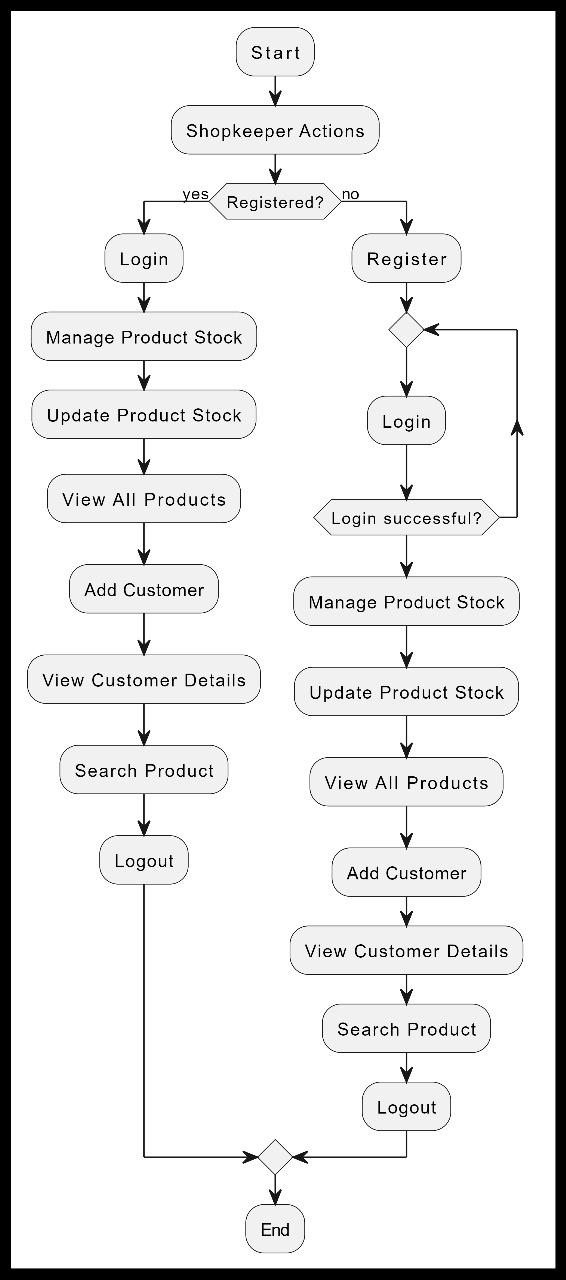 Start
Shopkeeper Actions
yes
Registered?
no
Login
Manage Product Stock
Update Product Stock
View All Products
Add Customer
View Customer Details
Search Product
Logout
Register
Login
Login successful?
Manage Product Stock
Update Product Stock
View All Products
Add Customer
View Customer Details
Search Product
Logout
End